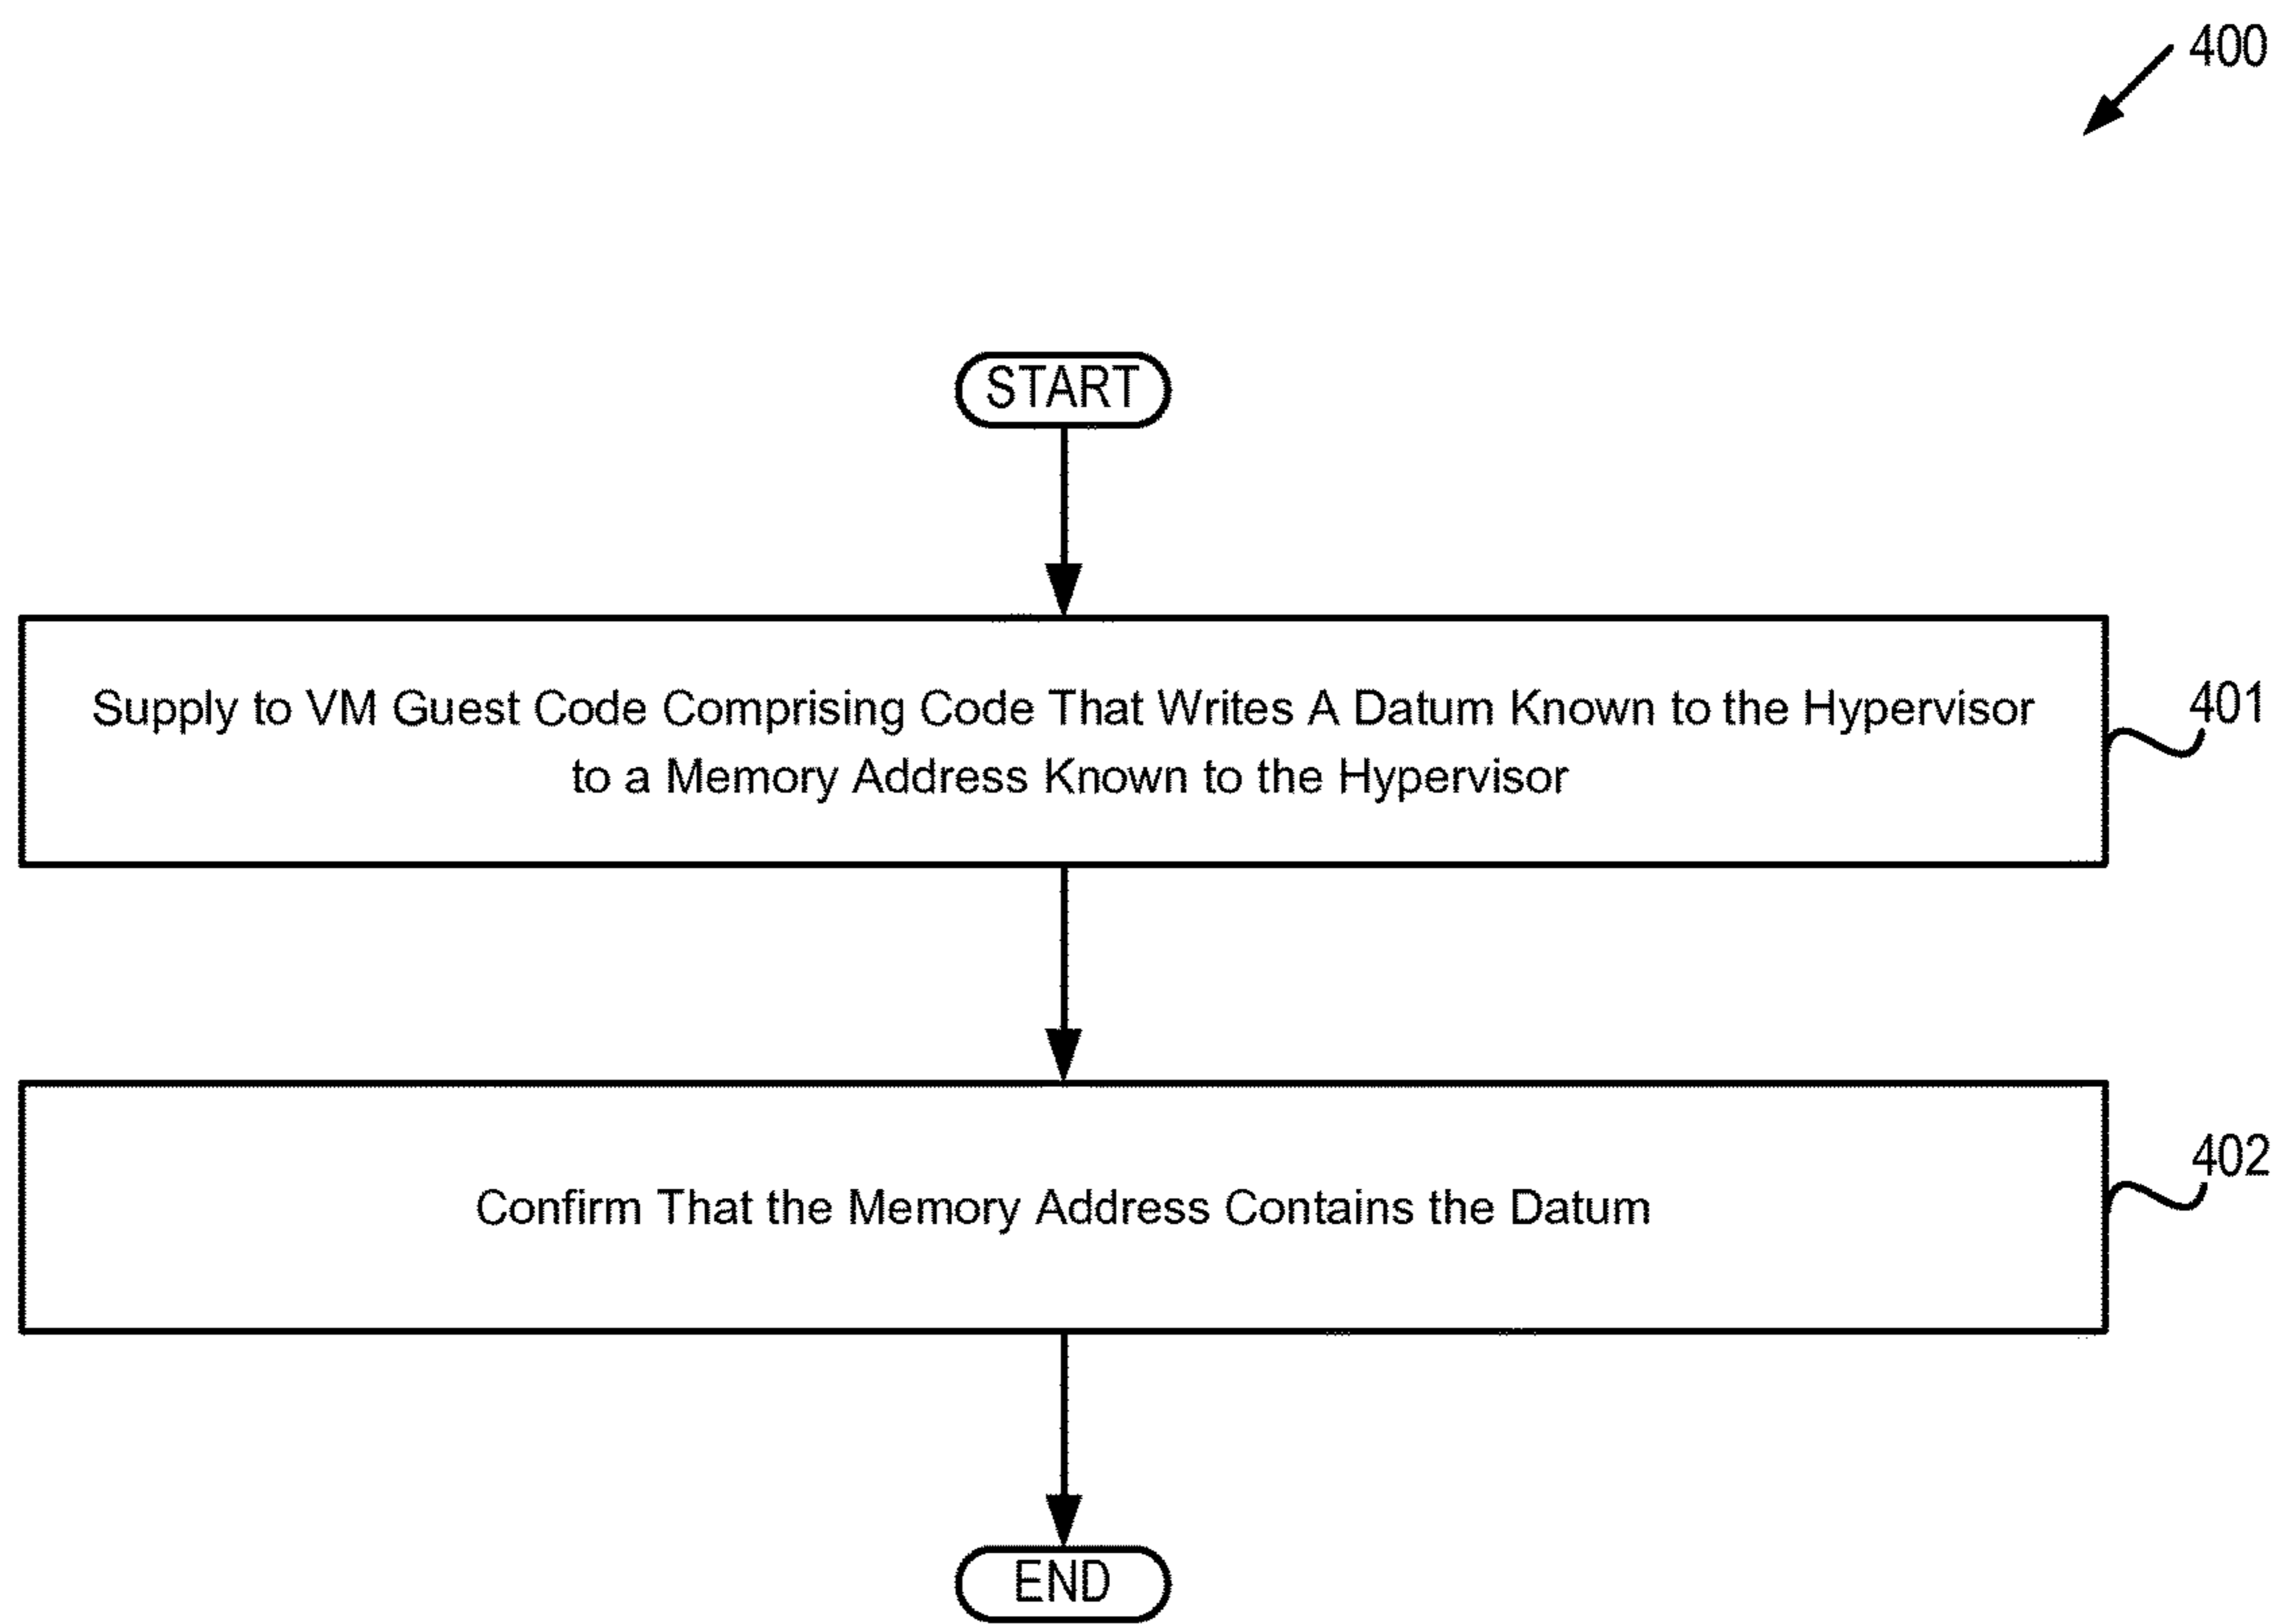 400
START
Supply to VM Guest Code Comprising Code That Writes A Datum Known to the Hypervisor
to a Memory Address Known to the Hypervisor
401
Confirm That the Memory Address Contains the Datum
402
END